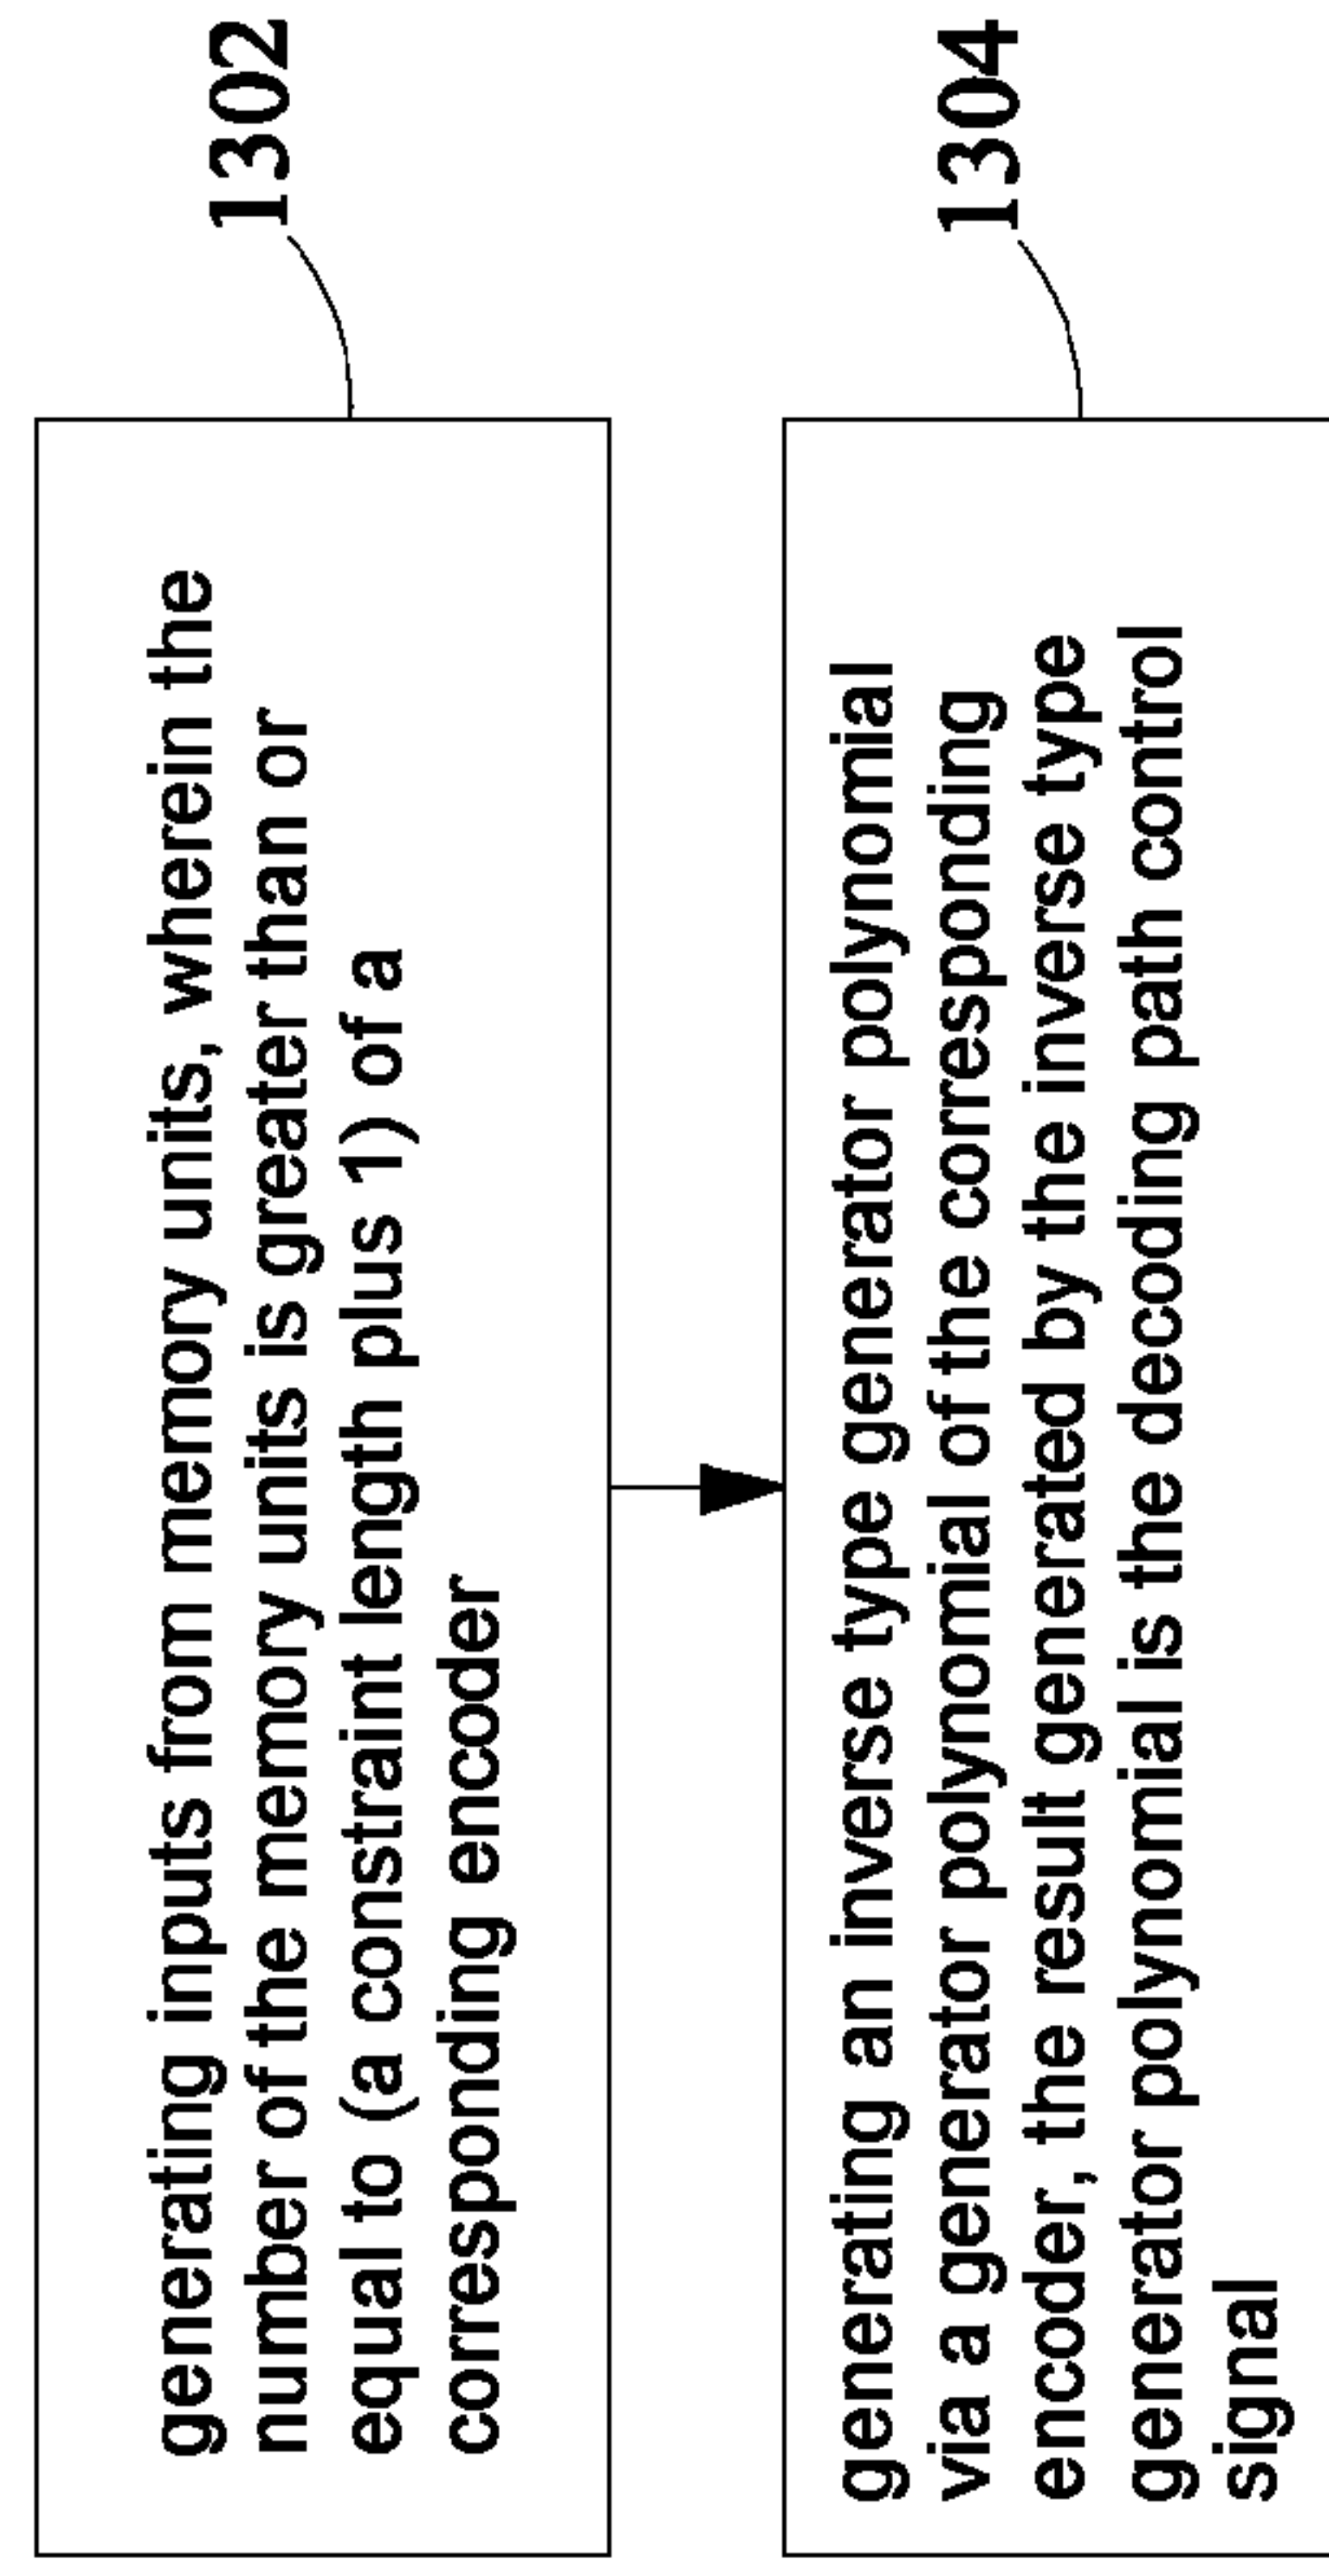 generating inputs from memory units, wherein the
number of the memory units is greater than or
equal to (a constraint length plus 1) of a
corresponding encoder
1302
generating an inverse type generator polynomial
via a generator polynomial of the corresponding
encoder, the result generated by the inverse type
generator polynomial is the decoding path control
signal
1304